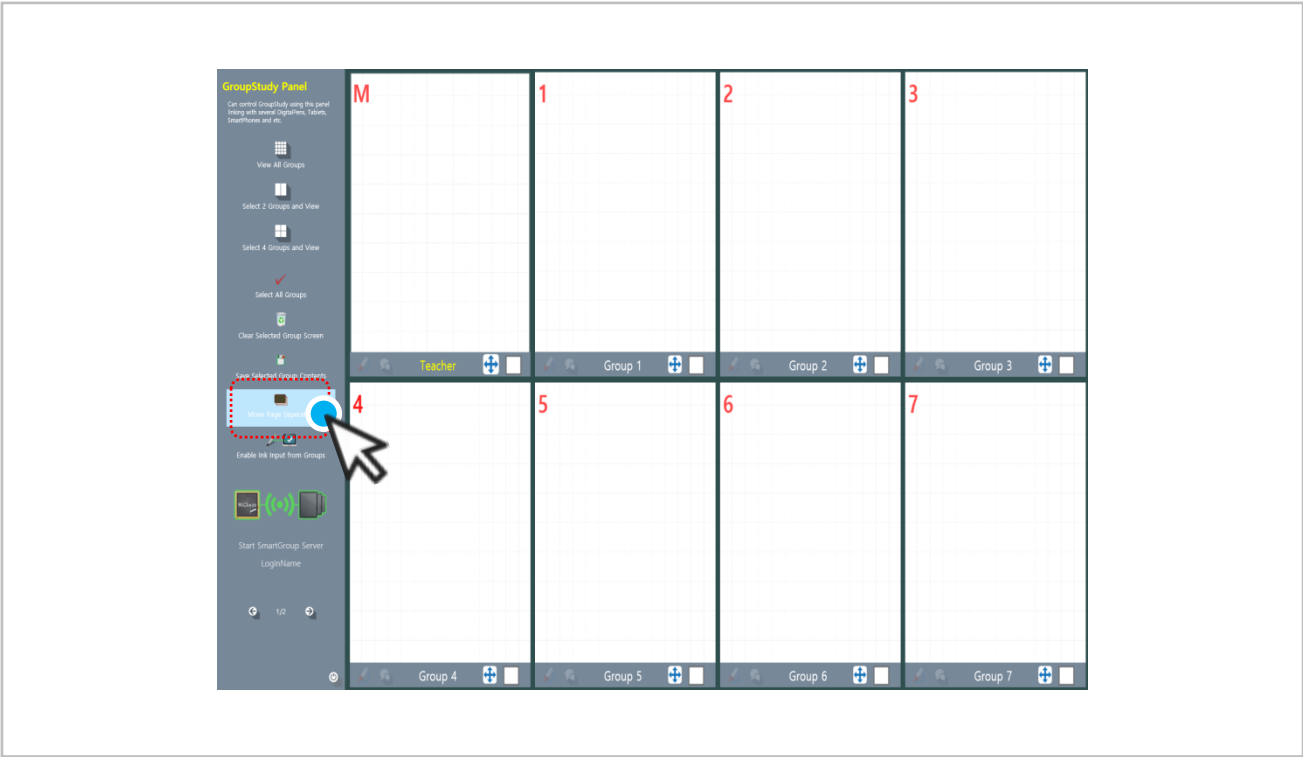 GroupStudy Panel
Can control GroupStudy using this panel
linking with several DigitalPens, Tablets,
SmartPhones and etc.
View All Groups
Select 2 Groups and View
Select 4 Groups and View
Select All Groups
Clear Selected Group Screen
Save Selected Group Contents
Move Page
Enable Ink Input from Groups
Start SmartGroup Server
LoginName
1/2
M
1
2
3
Teacher
Group 1
Group 2
Group 3
4
5
6
7
Group 4
Group 5
Group 6
Group 7